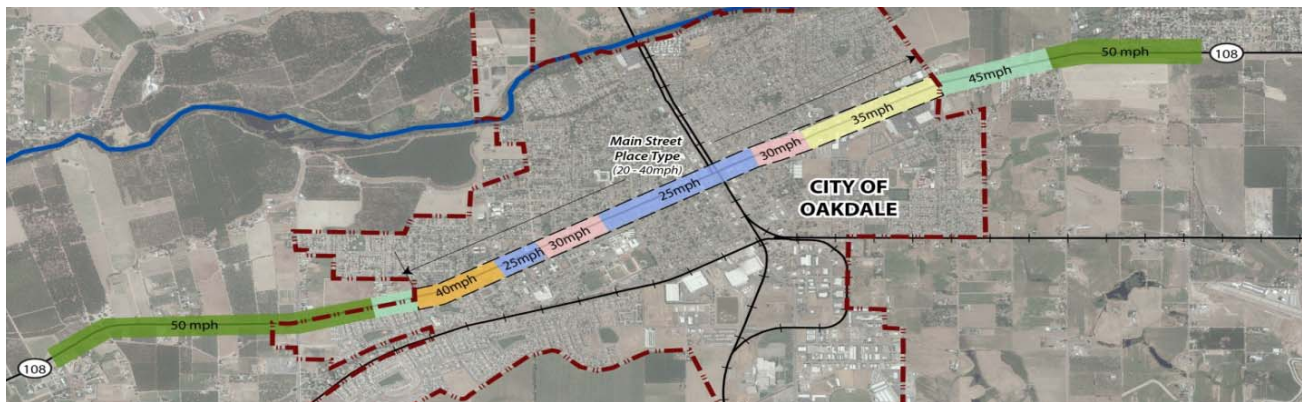 50 mph
108
45mph
35mph
30mph
Main Street
Place Type
(20 - 40mph)
25mph
CITY OF
OAKDALE
30mph
25mph
40mph
50 mph
108